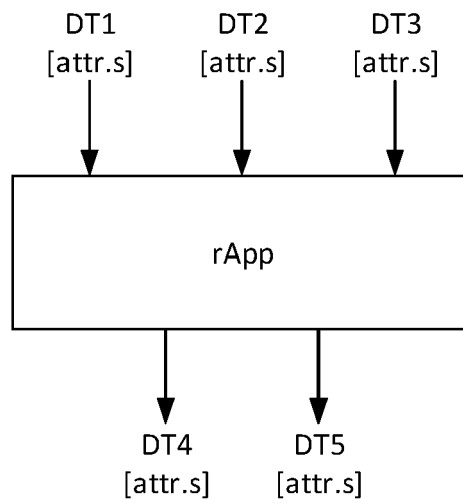 DT1 DT2 DT3
[attr.s] [attr.s] [attr.s]
rApp
DT4 DT5
[attr.s] [attr.s]